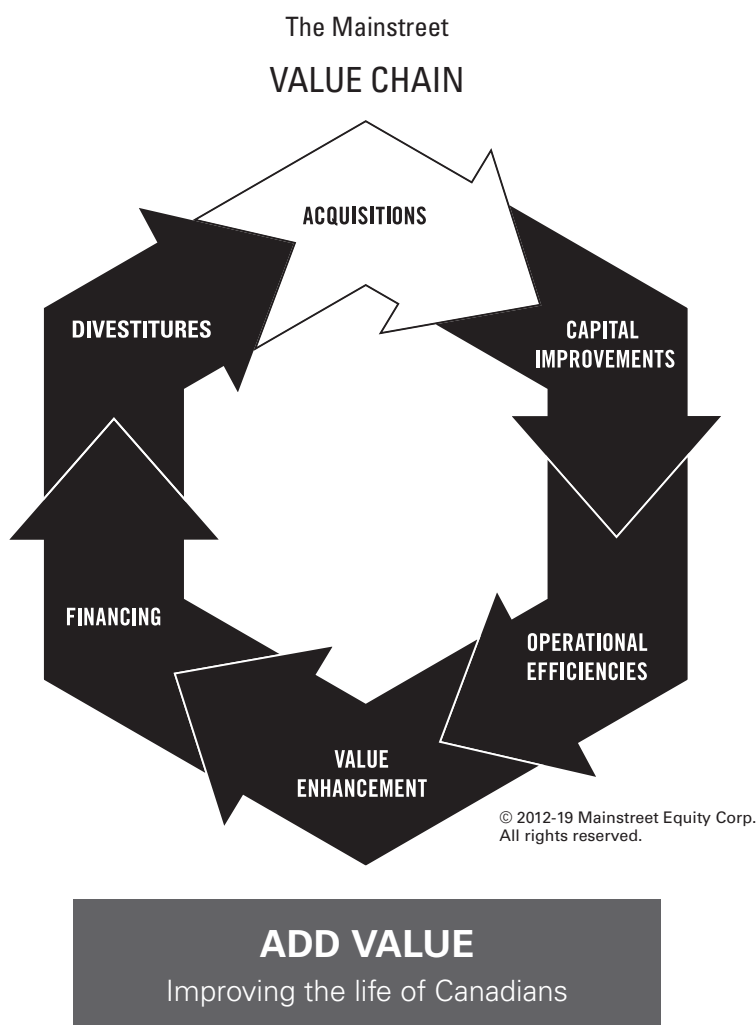 The Mainstreet
VALUE CHAIN
ACQUISITIONS
CAPITAL
IMPROVEMENTS
OPERATIONAL
EFFICIENCIES
VALUE
ENHANCEMENT
FINANCING
DIVESTITURES
© 2012-19 Mainstreet Equity Corp.
All rights reserved.
ADD VALUE
Improving the life of Canadians